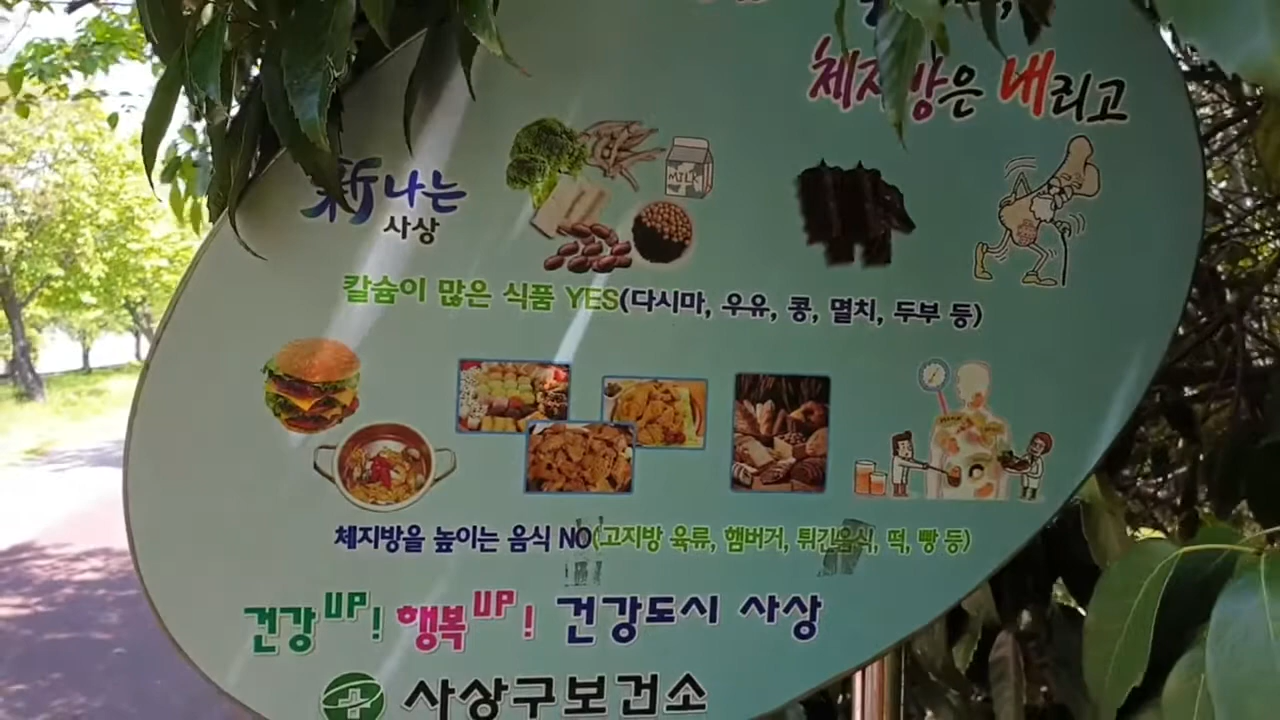 체지방은 내리고
MILK
新나는
사상
칼슘이 많은 식품 YES(다시마, 우유, 콩, 멸치, 두부 등)
체지방을 높이는 음식 NO(고지방 육류, 햄버거, 튀긴음식, 떡, 빵 등)
건강UP! 행복UP! 건강도시 사상
사상구보건소